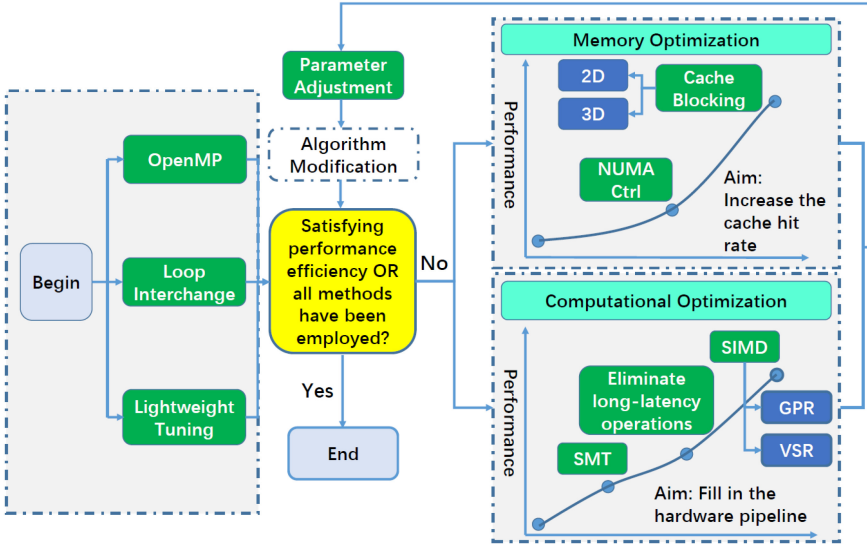 Parameter
Adjustment
Algorithm
Modification
OpenMP
Begin
Loop
Interchange
Lightweight
Tuning
Satisfying
performance
efficiency OR
all methods
have been
employed?
No
Yes
End
Memory Optimization
Performance
2D
3D
Cache
Blocking
NUMA
Ctrl
Aim:
Increase the
cache hit
rate
Computational Optimization
Performance
SIMD
Eliminate
long-latency
operations
GPR
VSR
SMT
Aim: Fill in the
hardware pipeline